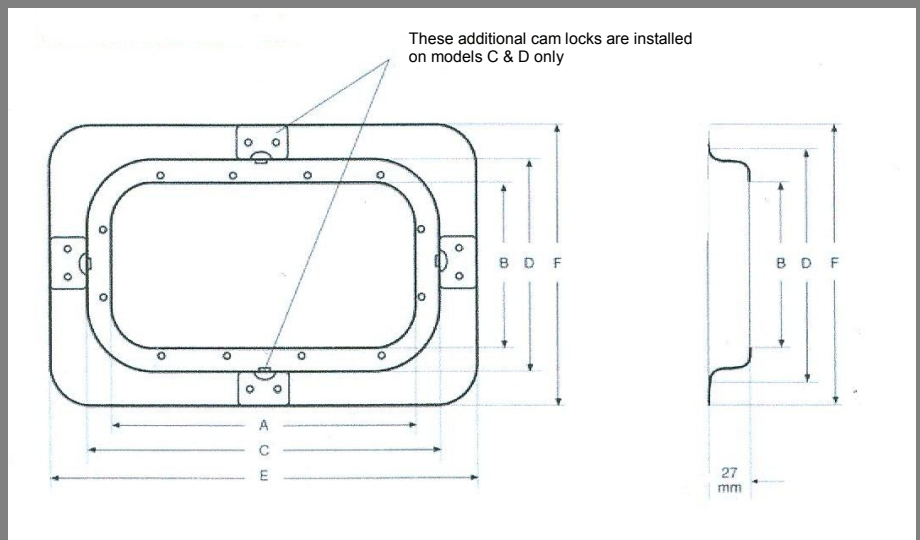 These additional cam locks are installed
on models C & D only
B D F
B D F
A
C
E
27
mm